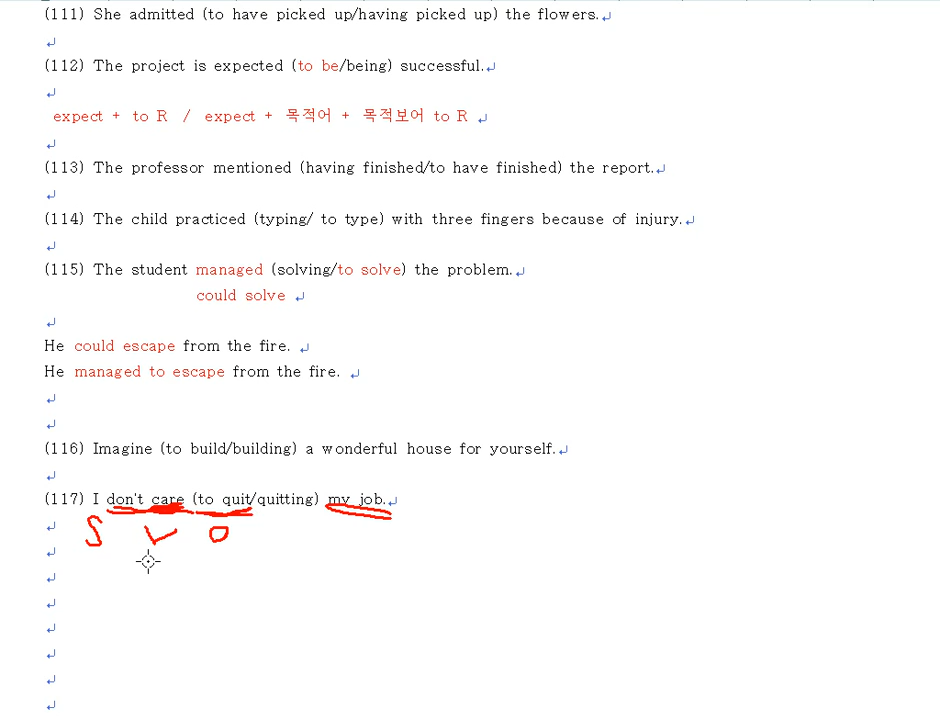 (111) She admitted (to have picked up/having picked up) the flowers.
(112) The project is expected (to be/being) successful.
expect + to R / expect + 목적어 + 목적보어 to R
(113) The professor mentioned (having finished/to have finished) the report.
(114) The child practiced (typing/ to type) with three fingers because of injury.
(115) The student managed (solving/to solve) the problem.
could solve
He could escape from the fire.
He managed to escape from the fire.
(116) Imagine (to build/building) a wonderful house for yourself.
(117) I don't care (to quit/quitting) my job.
S V O